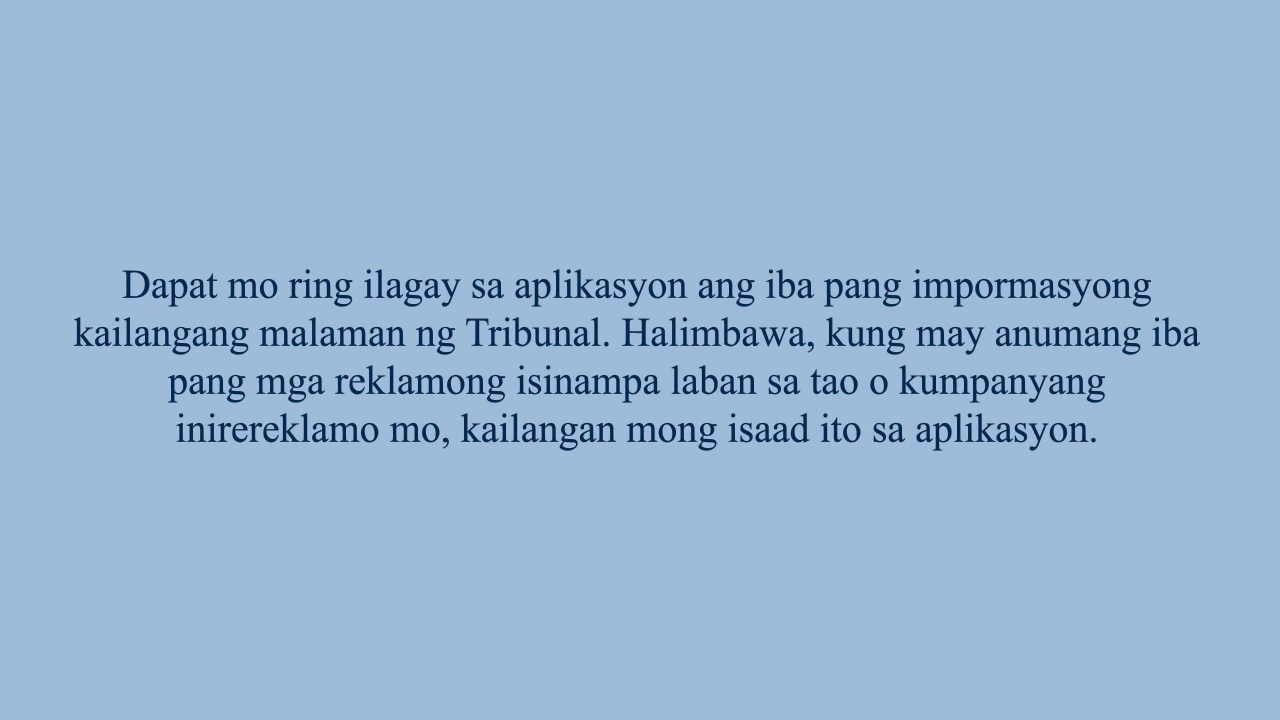 Dapat mo ring ilagay sa aplikasyon ang iba pang impormasyong
kailangang malaman ng Tribunal. Halimbawa, kung may anumang iba
pang mga reklamong isinampa laban sa tao o kumpanyang
inirereklamo mo, kailangan mong isaad ito sa aplikasyon.